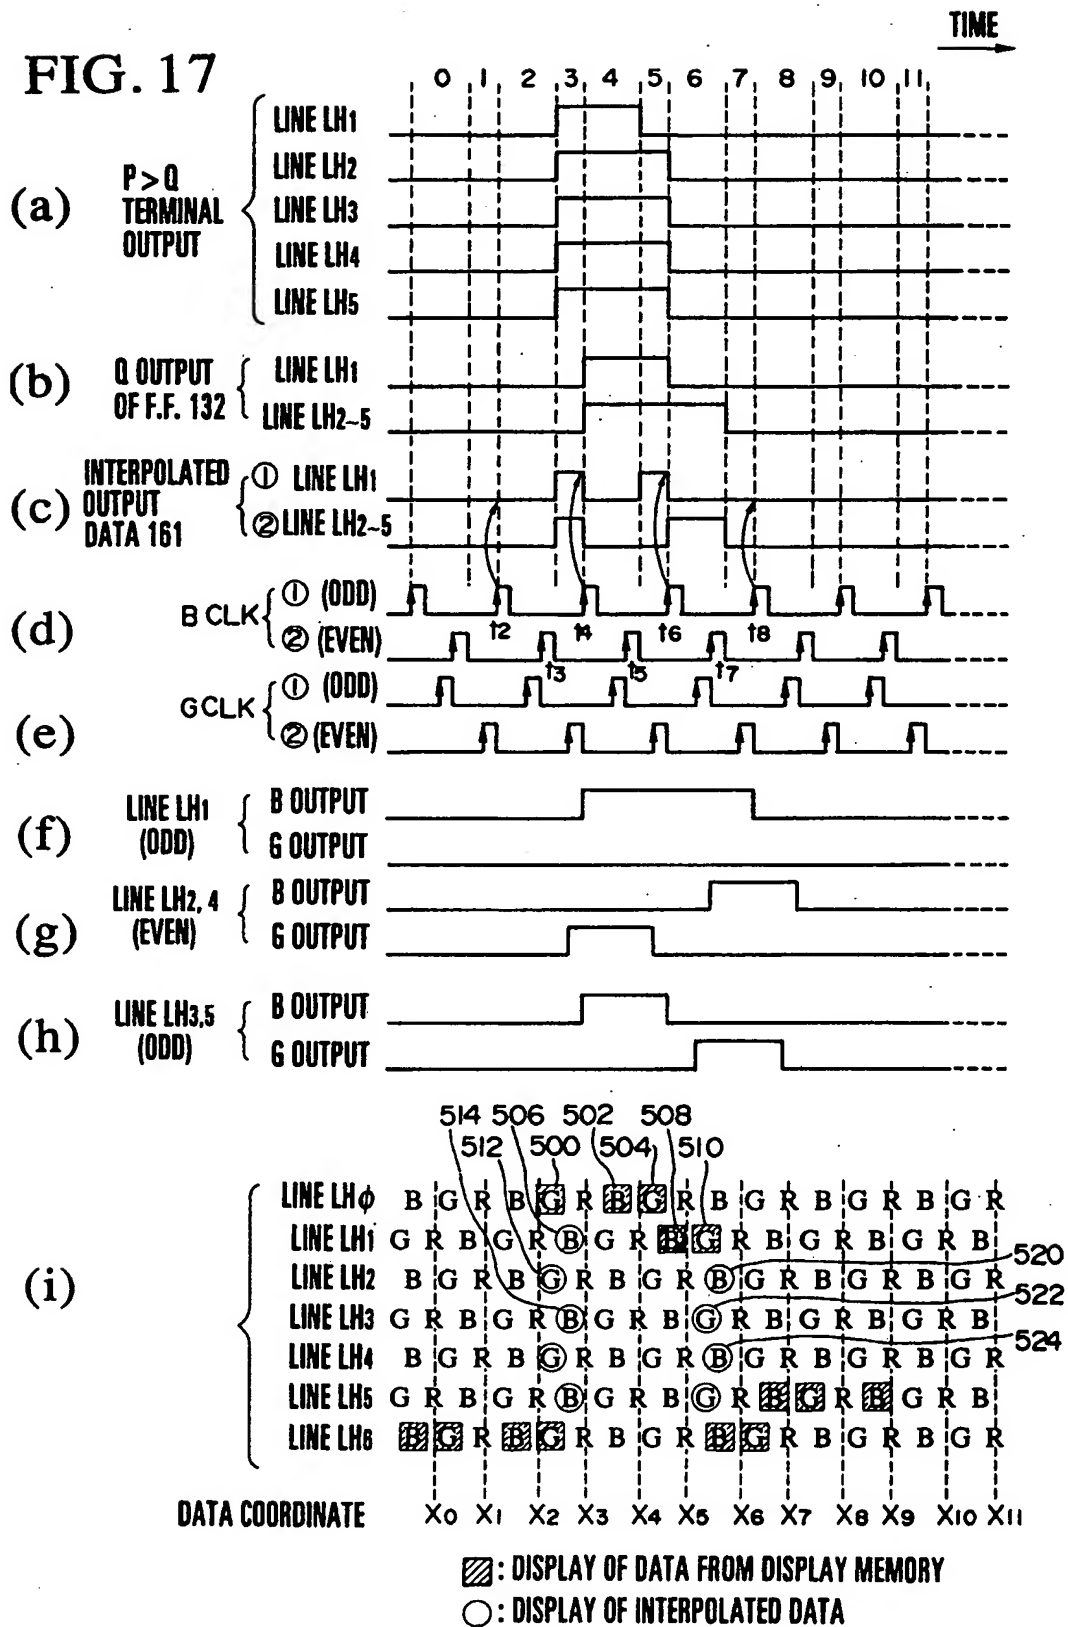 TIME
FIG. 17
0 1 2 3 4 5 6 7 8 9 10 11
(a) P>Q TERMINAL OUTPUT
LINE LH1
LINE LH2
LINE LH3
LINE LH4
LINE LH5
(b) Q OUTPUT OF F.F. 132
LINE LH1
LINE LH2~5
(c) INTERPOLATED OUTPUT DATA 161
① LINE LH1
② LINE LH2~5
(d) B CLK
① (ODD)
t2 t4 t6 t8
② (EVEN)
t3 t5 t7
(e) G CLK
① (ODD)
② (EVEN)
(f) LINE LH1 (ODD)
B OUTPUT
G OUTPUT
(g) LINE LH2, 4 (EVEN)
B OUTPUT
G OUTPUT
(h) LINE LH3,5 (ODD)
B OUTPUT
G OUTPUT
514 506 502 508
512 500 504 510
(i)
LINE LHϕ B G R B G R B G R B G R B G R B G R
LINE LH1 G R B G R B G R B G R B G R B G R B
520
LINE LH2 B G R B G R B G R B G R B G R B G R
522
LINE LH3 G R B G R B G R B G R B G R B G R B
524
LINE LH4 B G R B G R B G R B G R B G R B G R
LINE LH5 G R B G R B G R B G R B G R B G R B
LINE LH6 B G R B G R B G R B G R B G R B G R
DATA COORDINATE X0 X1 X2 X3 X4 X5 X6 X7 X8 X9 X10 X11
: DISPLAY OF DATA FROM DISPLAY MEMORY
: DISPLAY OF INTERPOLATED DATA